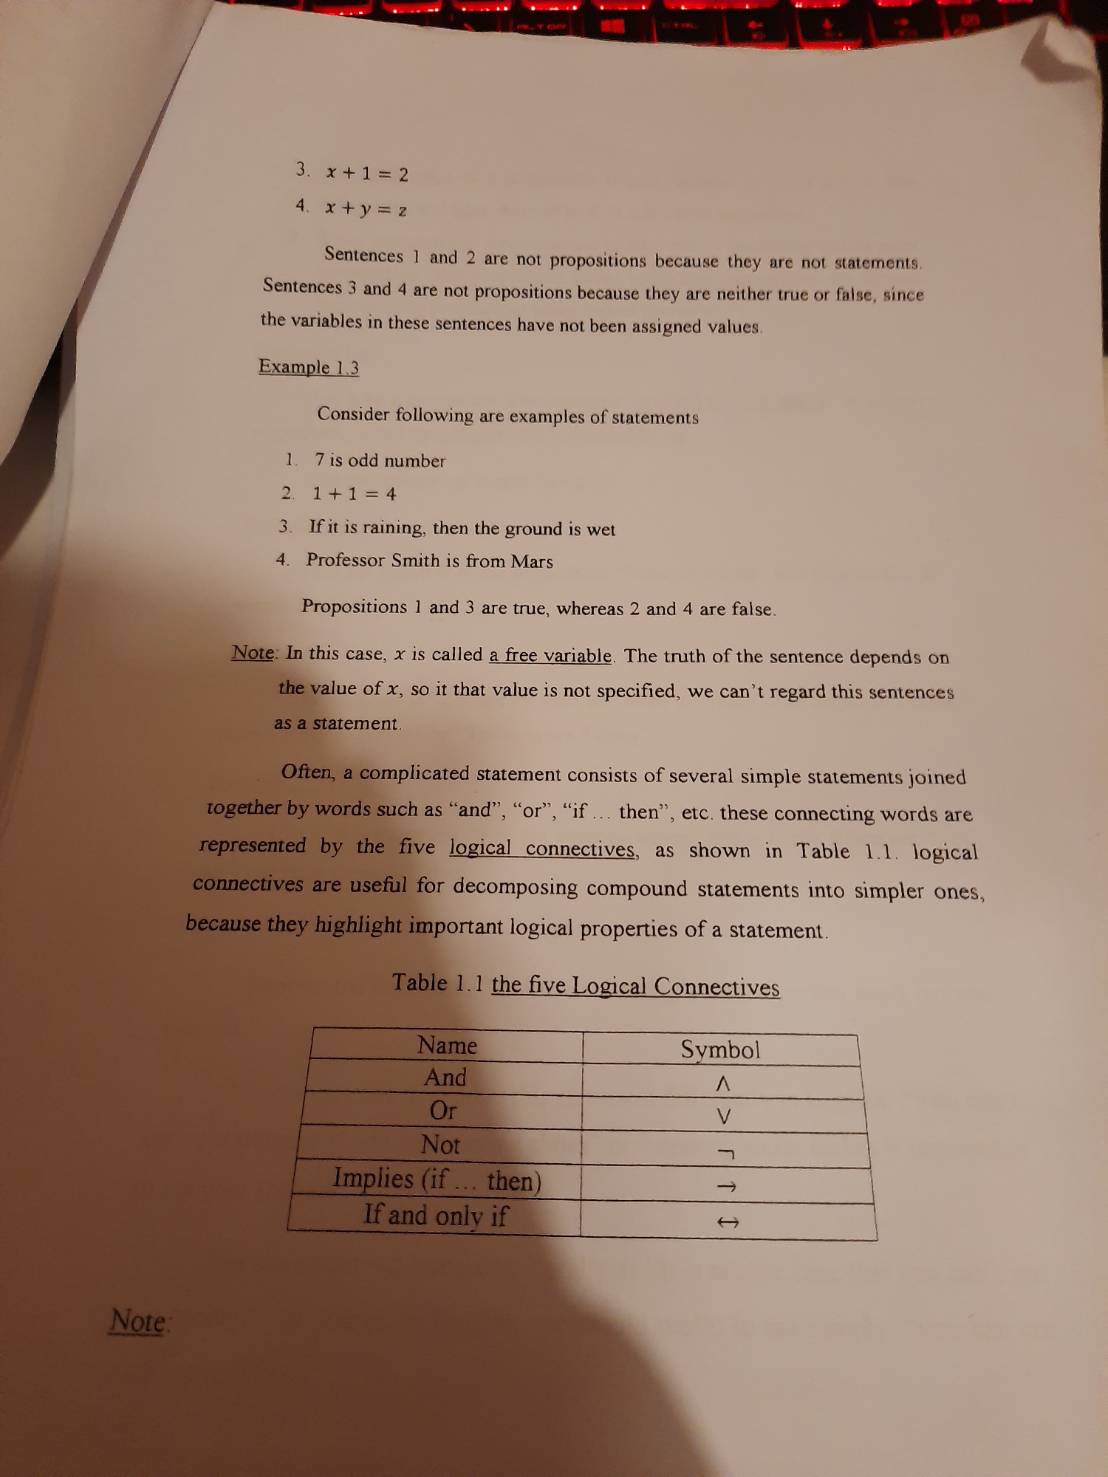 3. x + 1 = 2
4. x + y = z
Sentences 1 and 2 are not propositions because they are not statements.
Sentences 3 and 4 are not propositions because they are neither true or false, since
the variables in these sentences have not been assigned values.
Example 1.3
Consider following are examples of statements
1. 7 is odd number
2. 1 + 1 = 4
3. If it is raining, then the ground is wet
4. Professor Smith is from Mars
Propositions 1 and 3 are true, whereas 2 and 4 are false.
Note: In this case, x is called a free variable. The truth of the sentence depends on
the value of x, so it that value is not specified, we can't regard this sentences
as a statement.
Often, a complicated statement consists of several simple statements joined
together by words such as “and”, “or”, “if … then”, etc. these connecting words are
represented by the five logical connectives, as shown in Table 1.1. logical
connectives are useful for decomposing compound statements into simpler ones,
because they highlight important logical properties of a statement.
Table 1.1 the five Logical Connectives
Name Symbol
And ∧
Or ∨
Not ¬
Implies (if … then) →
If and only if ↔
Note: